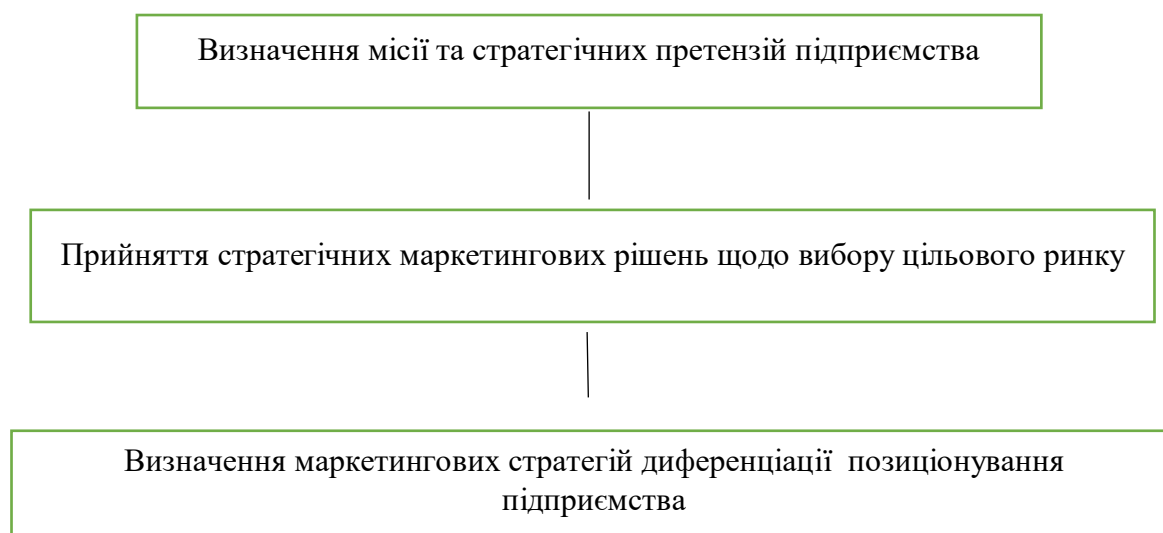 Визначення місії та стратегічних претензій підприємства
Прийняття стратегічних маркетингових рішень щодо вибору цільового ринку
Визначення маркетингових стратегій диференціації  позиціонування
підприємства